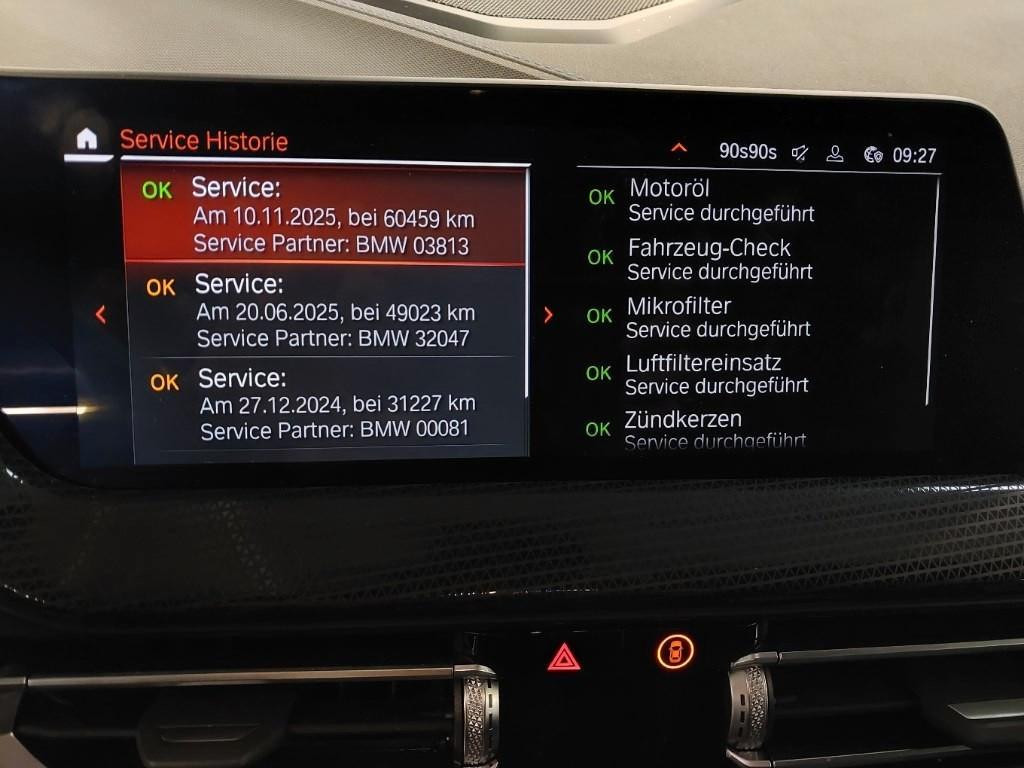 Service Historie
90s90s
09:27
OK Service:
Am 10.11.2025, bei 60459 km
Service Partner: BMW 03813
OK Service:
Am 20.06.2025, bei 49023 km
Service Partner: BMW 32047
OK Service:
Am 27.12.2024, bei 31227 km
Service Partner: BMW 00081
OK Motoröl
Service durchgeführt
OK Fahrzeug-Check
Service durchgeführt
OK Mikrofilter
Service durchgeführt
OK Luftfiltereinsatz
Service durchgeführt
OK Zündkerzen
Service durchgeführt